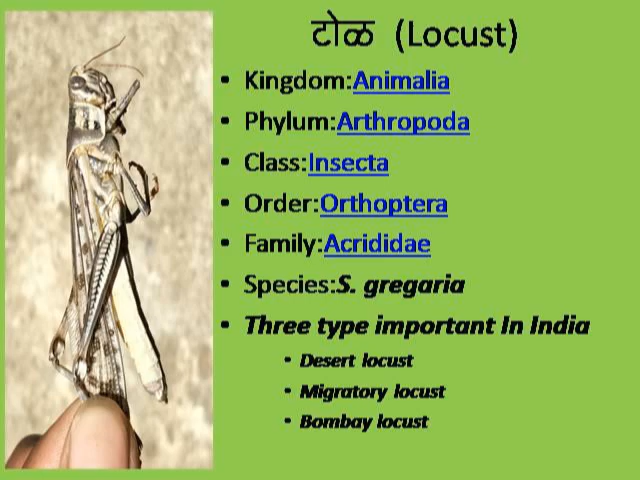 टोळ (Locust)
• Kingdom:Animalia
• Phylum:Arthropoda
• Class:Insecta
• Order:Orthoptera
• Family:Acrididae
• Species:S. gregaria
• Three type important In India
• Desert locust
• Migratory locust
• Bombay locust